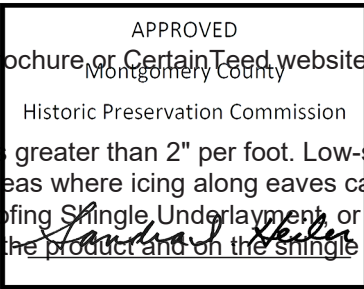 APPROVED
ochure or CertainTeed website
Montgomery County
Historic Preservation Commission
s greater than 2" per foot. Low-s
eas where icing along eaves ca
ofing Shingle Underlayment, or
the product and on the shingle